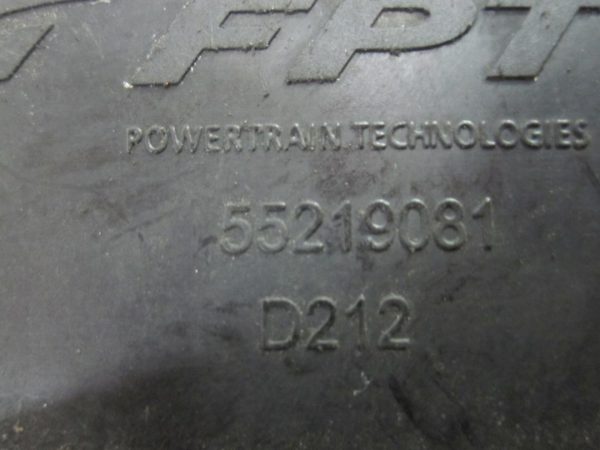 FPT
POWERTRAIN TECHNOLOGIES
55219081
D212